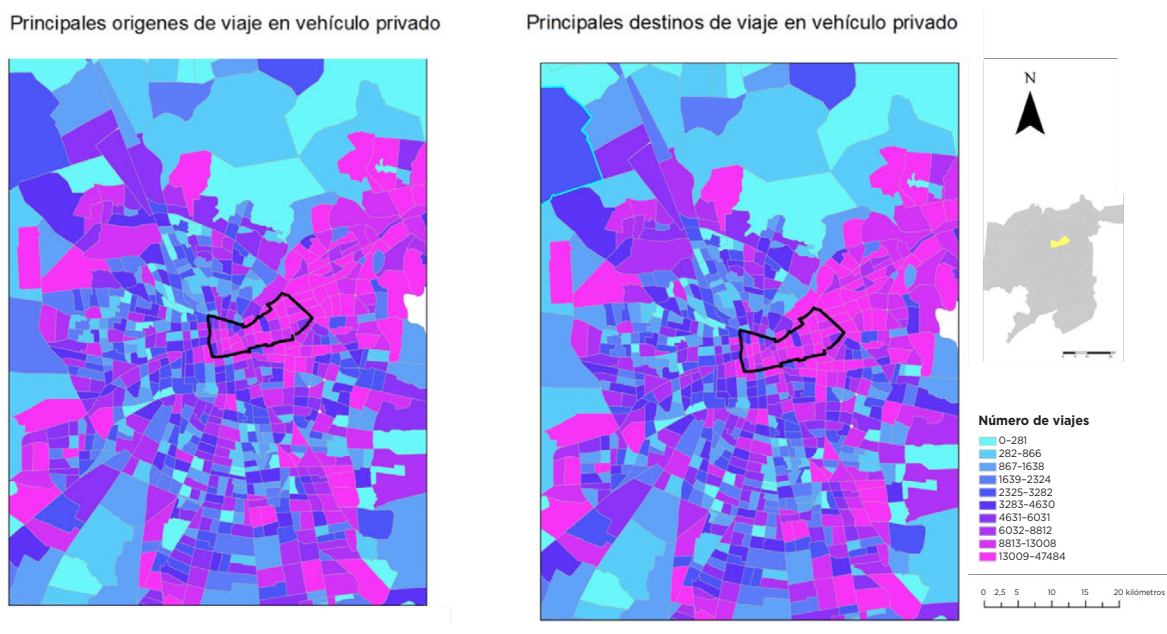 Principales origenes de viaje en vehículo privado
Principales destinos de viaje en vehículo privado
N
Número de viajes
0-281
282-866
867-1638
1639-2324
2325-3282
3283-4630
4631-6031
6032-8812
8813-13008
13009-47484
0 2,5 5 10 15 20 kilómetros